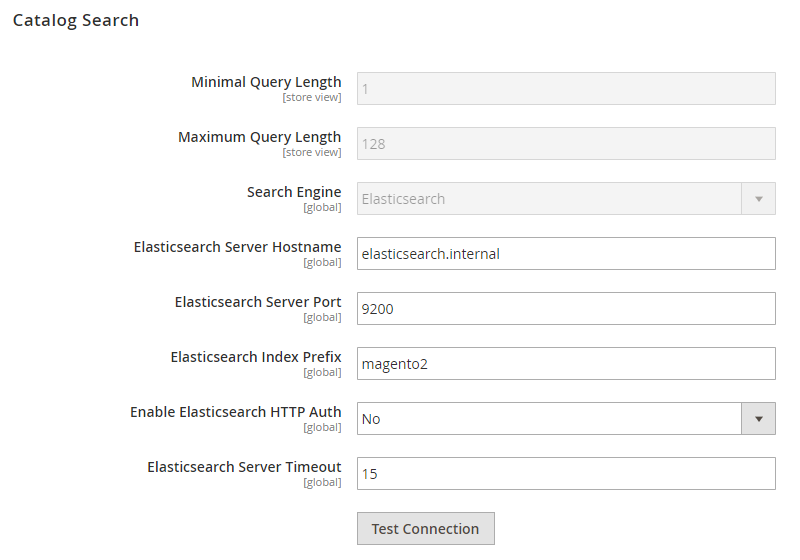 Catalog Search
Minimal Query Length
[store view]
1
Maximum Query Length
[store view]
128
Search Engine
[global]
Elasticsearch
Elasticsearch Server Hostname
[global]
elasticsearch.internal
Elasticsearch Server Port
[global]
9200
Elasticsearch Index Prefix
[global]
magento2
Enable Elasticsearch HTTP Auth
[global]
No
Elasticsearch Server Timeout
[global]
15
Test Connection